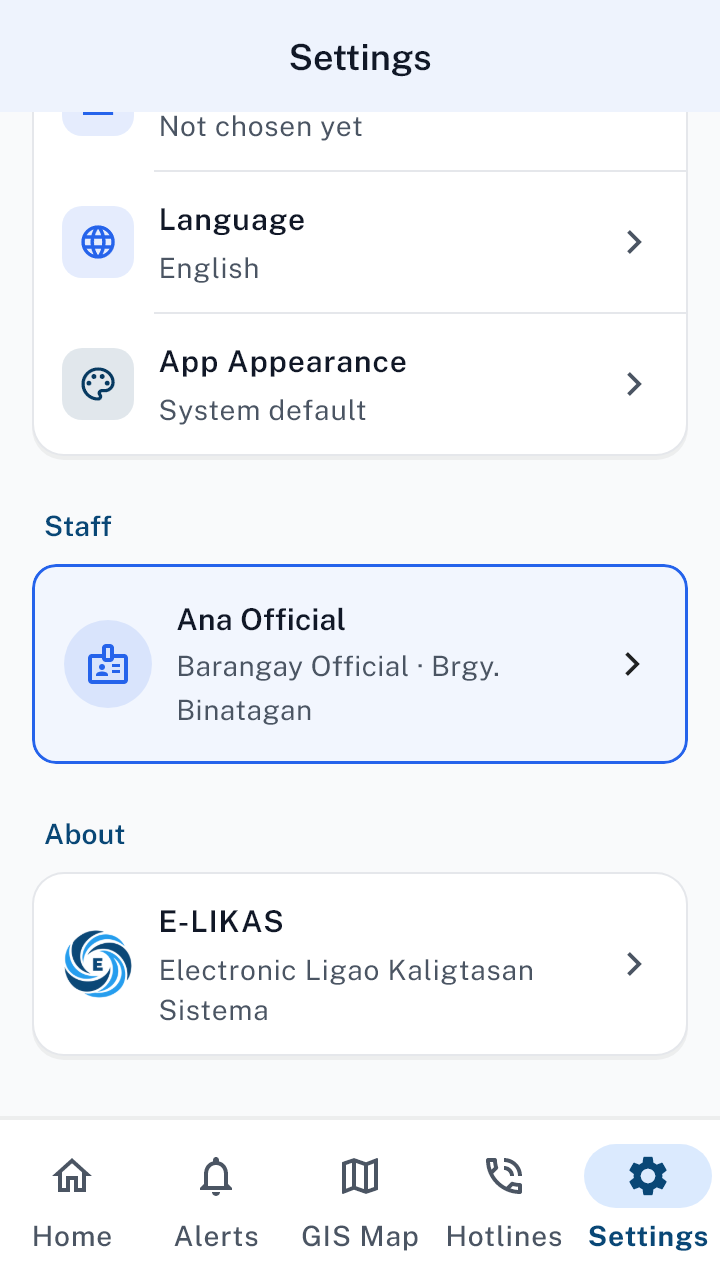 Settings
Not chosen yet
Language
English
App Appearance
System default
Staff
Ana Official
Barangay Official · Brgy.
Binatagan
About
E
E-LIKAS
Electronic Ligao Kaligtasan
Sistema
Home
Alerts
GIS Map
Hotlines
Settings